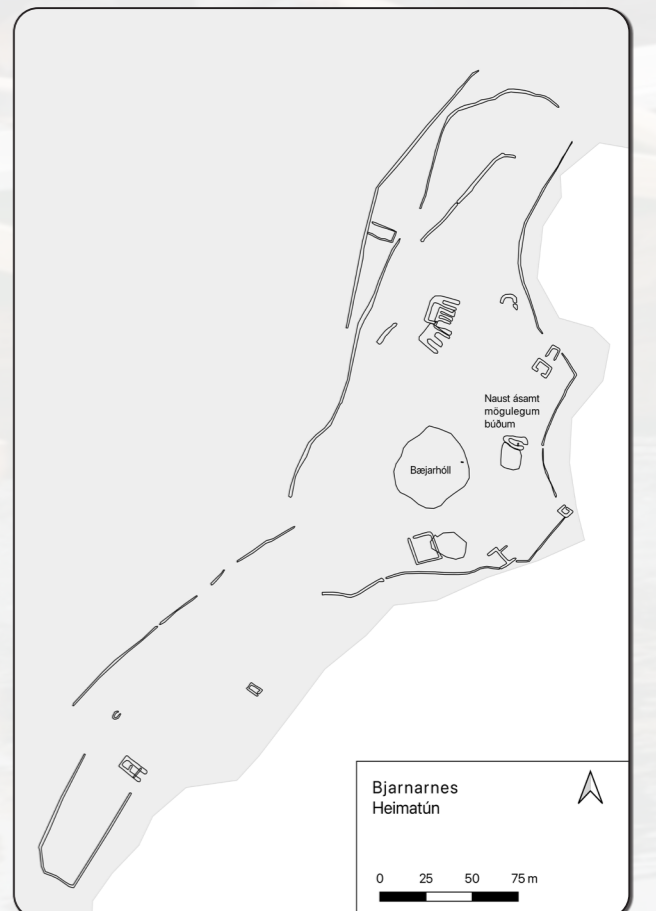 Naust ásamt
mögulegum
búðum
Bæjarhóll
Bjarnarnes
Heimatún
0 25 50 75 m